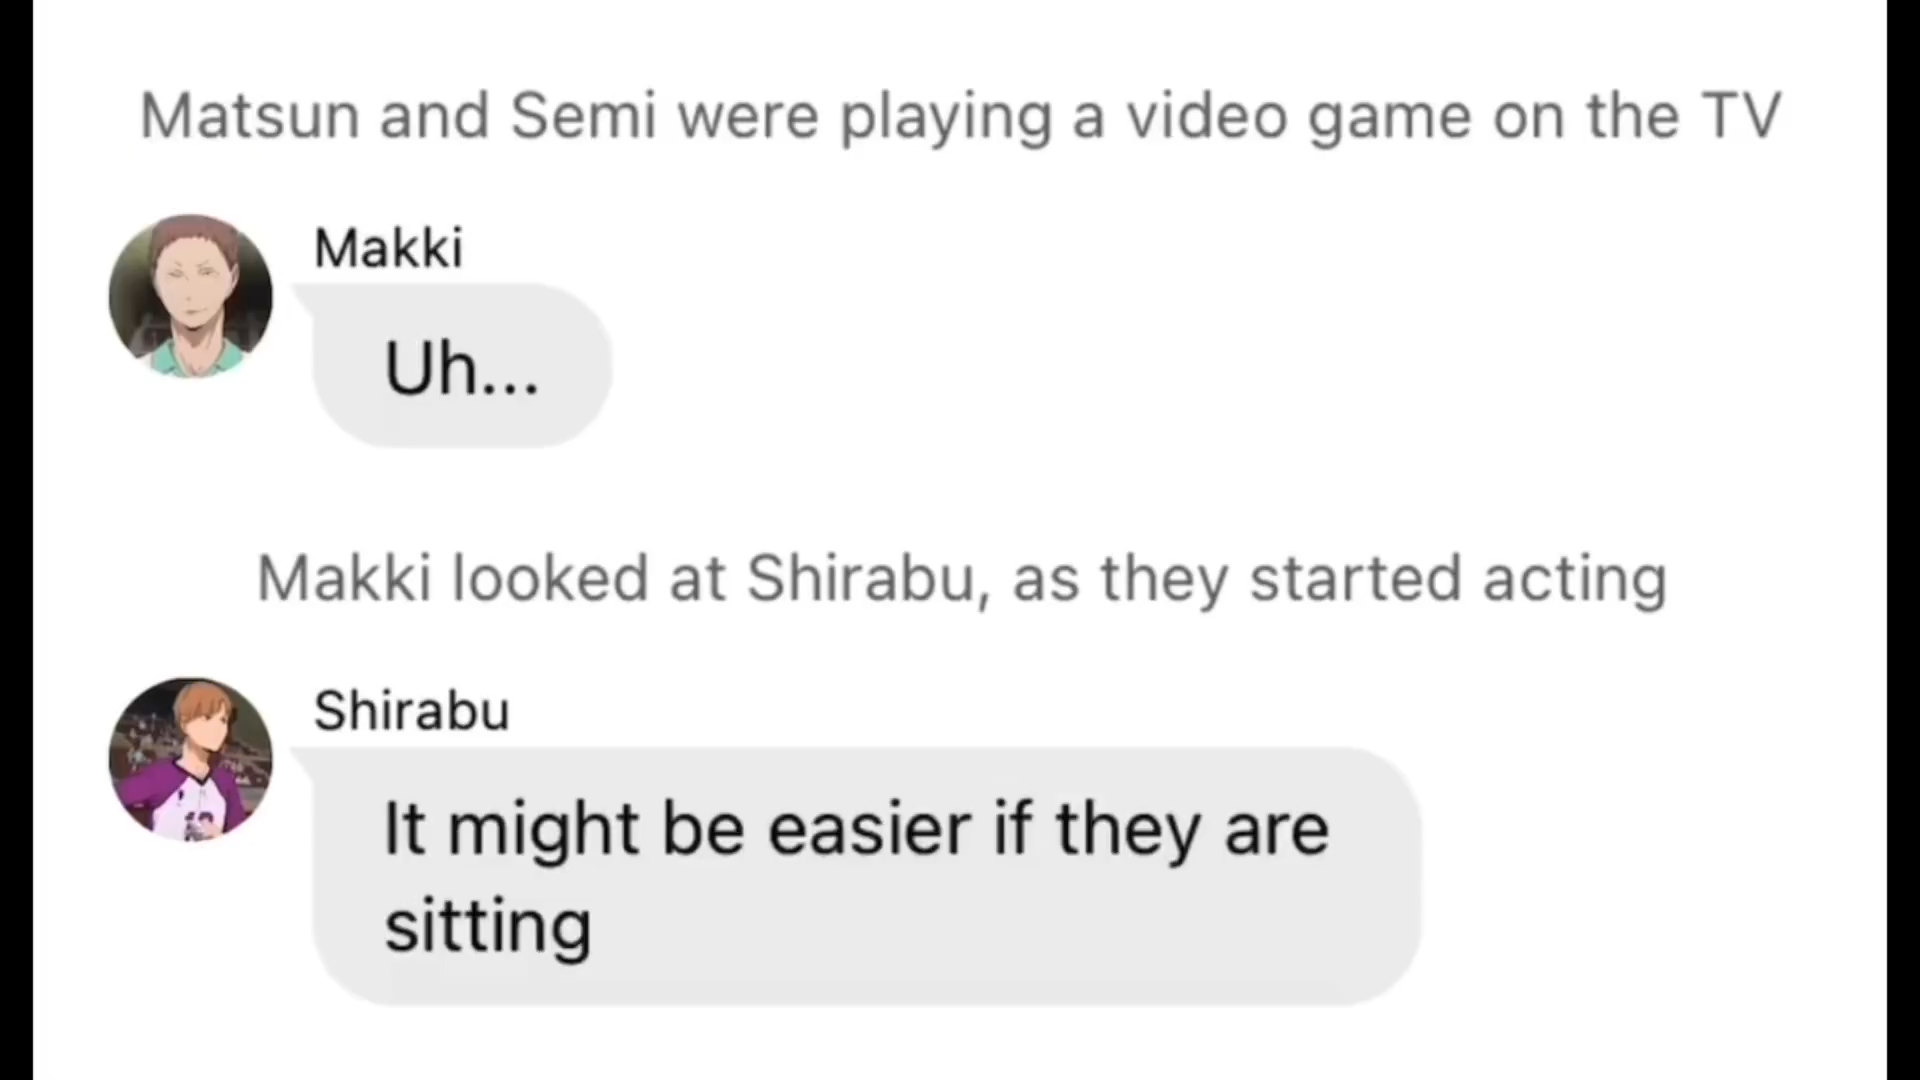 Matsun and Semi were playing a video game on the TV
Makki
Uh...
Makki looked at Shirabu, as they started acting
Shirabu
It might be easier if they are
sitting